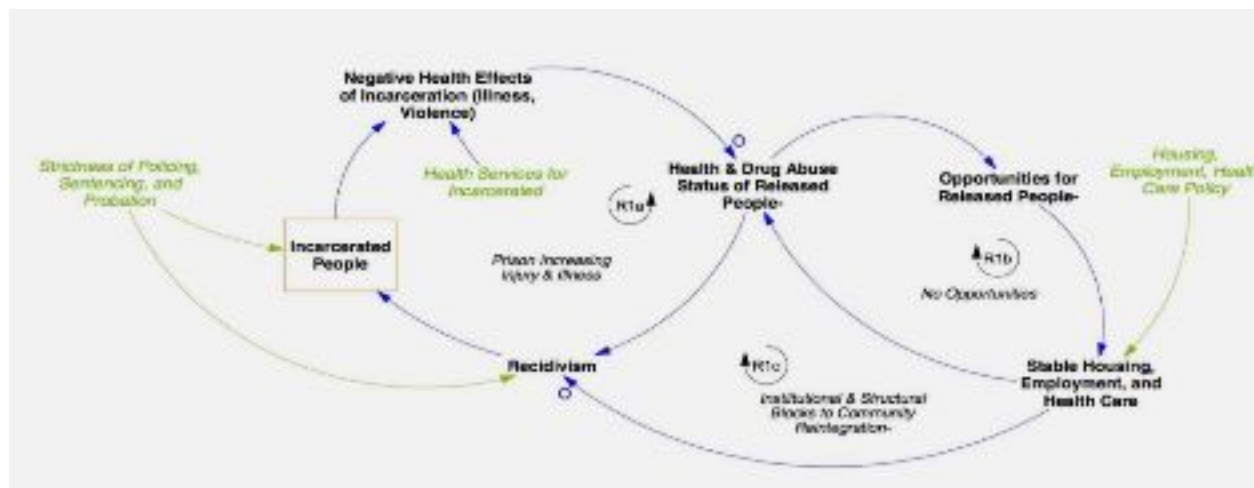 Negative Health Effects
of Incarceration (Illness,
Violence)
Strictness of Policing,
Sentencing, and
Probation
Health Services for
Incarcerated
Health & Drug Abuse
Status of Released
People-
Opportunities for
Released People-
Housing,
Employment, Health
Care Policy
R1a
Incarcerated
People
Prison Increasing
Injury & Illness
R1b
No Opportunities
Recidivism
R1c
Institutional & Structural
Blocks to Community
Reintegration-
Stable Housing,
Employment, and
Health Care
O
O